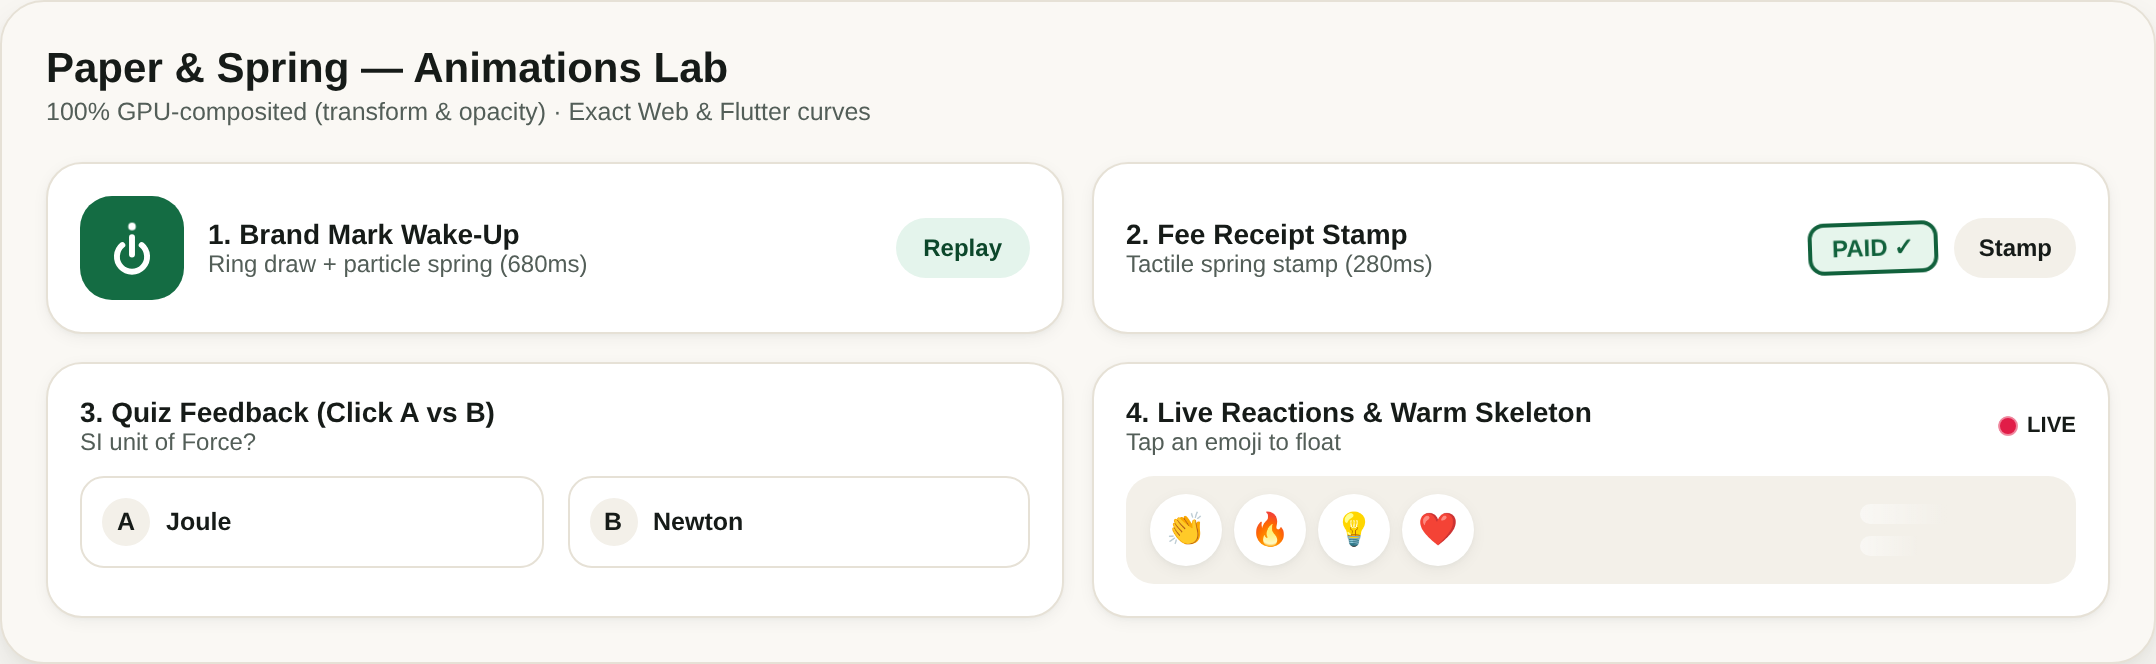 Paper & Spring — Animations Lab
100% GPU-composited (transform & opacity) · Exact Web & Flutter curves
1. Brand Mark Wake-Up
Ring draw + particle spring (680ms)
Replay
2. Fee Receipt Stamp
Tactile spring stamp (280ms)
PAID ✓
Stamp
3. Quiz Feedback (Click A vs B)
SI unit of Force?
A Joule
B Newton
4. Live Reactions & Warm Skeleton
Tap an emoji to float
LIVE